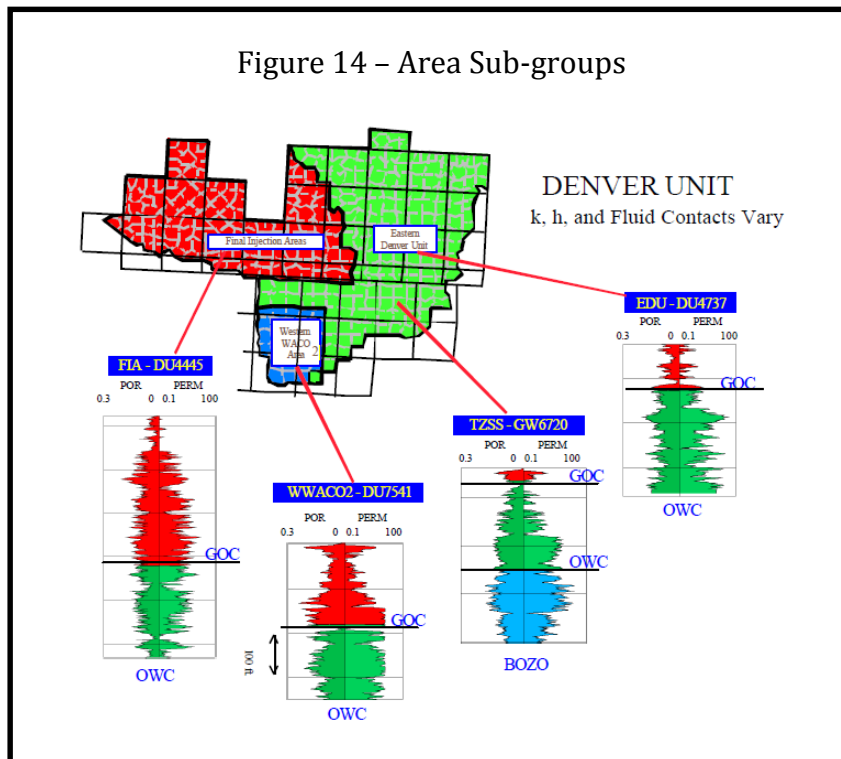 Figure 14 – Area Sub-groups
DENVER UNIT
k, h, and Fluid Contacts Vary
Final Injection Areas
Eastern
Denver Unit
Western
WACO
Area 2
EDU - DU4737
POR PERM
0.3 0 0.1 100
GOC
OWC
FIA - DU4445
POR PERM
0.3 0 0.1 100
GOC
OWC
TZSS - GW6720
POR PERM
0.3 0 0.1 100
GOC
OWC
BOZO
WWACO2 - DU7541
POR PERM
0.3 0 0.1 100
GOC
100 ft.
OWC